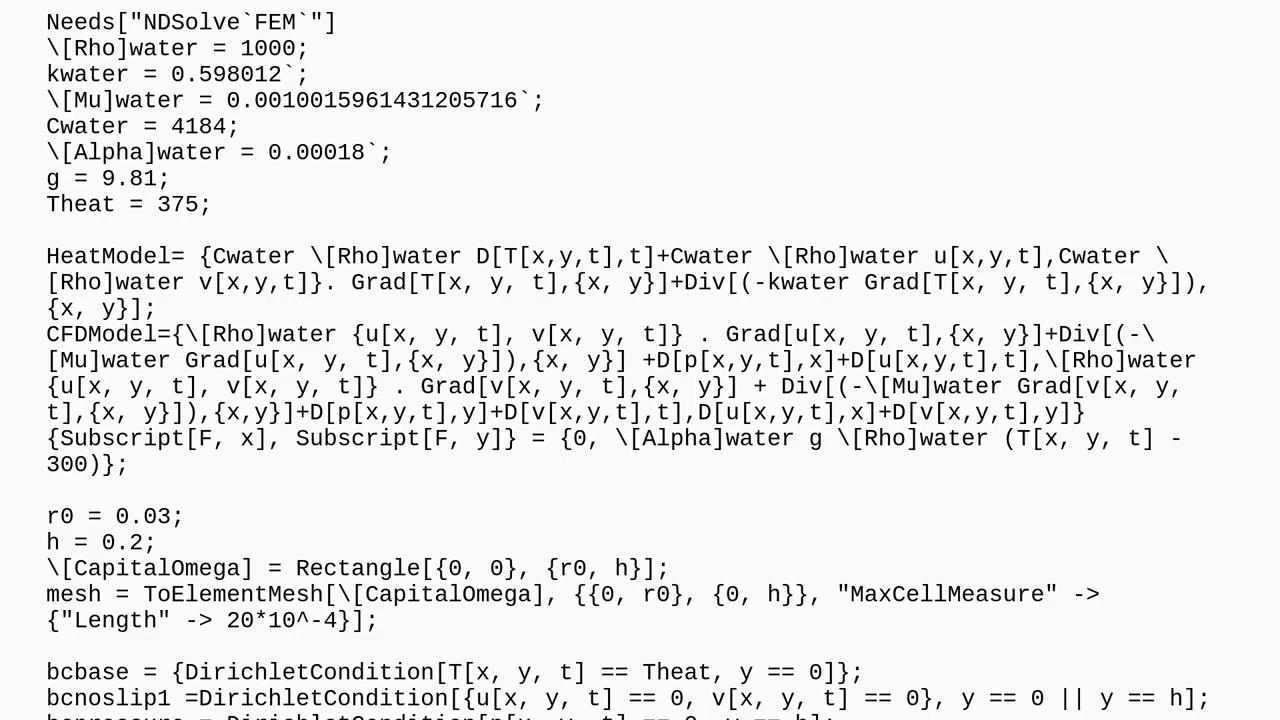 Needs["NDSolve`FEM`"]
\[Rho]water = 1000;
kwater = 0.598012`;
\[Mu]water = 0.0010015961431205716`;
Cwater = 4184;
\[Alpha]water = 0.00018`;
g = 9.81;
Theat = 375;
HeatModel= {Cwater \[Rho]water D[T[x,y,t],t]+Cwater \[Rho]water u[x,y,t],Cwater \
[Rho]water v[x,y,t]}. Grad[T[x, y, t],{x, y}]+Div[(-kwater Grad[T[x, y, t],{x, y}]),
{x, y}];
CFDModel={\[Rho]water {u[x, y, t], v[x, y, t]} . Grad[u[x, y, t],{x, y}]+Div[(-\
[Mu]water Grad[u[x, y, t],{x, y}]),{x, y}] +D[p[x,y,t],x]+D[u[x,y,t],t],\[Rho]water
{u[x, y, t], v[x, y, t]} . Grad[v[x, y, t],{x, y}] + Div[(-\[Mu]water Grad[v[x, y,
t],{x, y}]),{x,y}]+D[p[x,y,t],y]+D[v[x,y,t],t],D[u[x,y,t],x]+D[v[x,y,t],y]}
{Subscript[F, x], Subscript[F, y]} = {0, \[Alpha]water g \[Rho]water (T[x, y, t] -
300)};
r0 = 0.03;
h = 0.2;
\[CapitalOmega] = Rectangle[{0, 0}, {r0, h}];
mesh = ToElementMesh[\[CapitalOmega], {{0, r0}, {0, h}}, "MaxCellMeasure" ->
{"Length" -> 20*10^-4}];
bcbase = {DirichletCondition[T[x, y, t] == Theat, y == 0]};
bcnoslip1 =DirichletCondition[{u[x, y, t] == 0, v[x, y, t] == 0}, y == 0 || y == h];